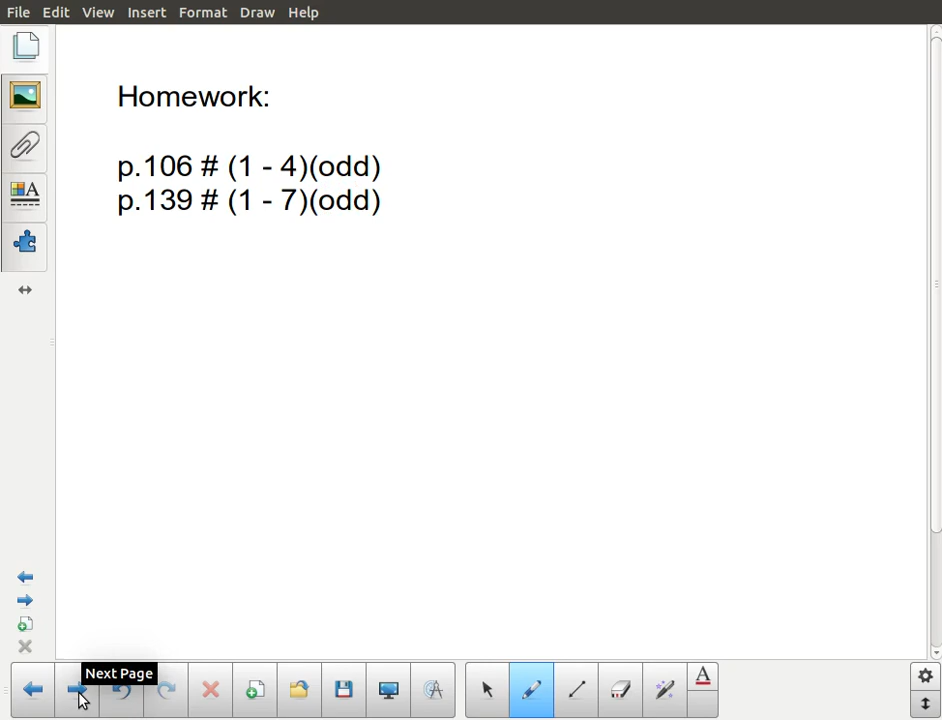 File Edit View Insert Format Draw Help
Homework:
p.106 # (1 - 4)(odd)
p.139 # (1 - 7)(odd)
Next Page
A
A